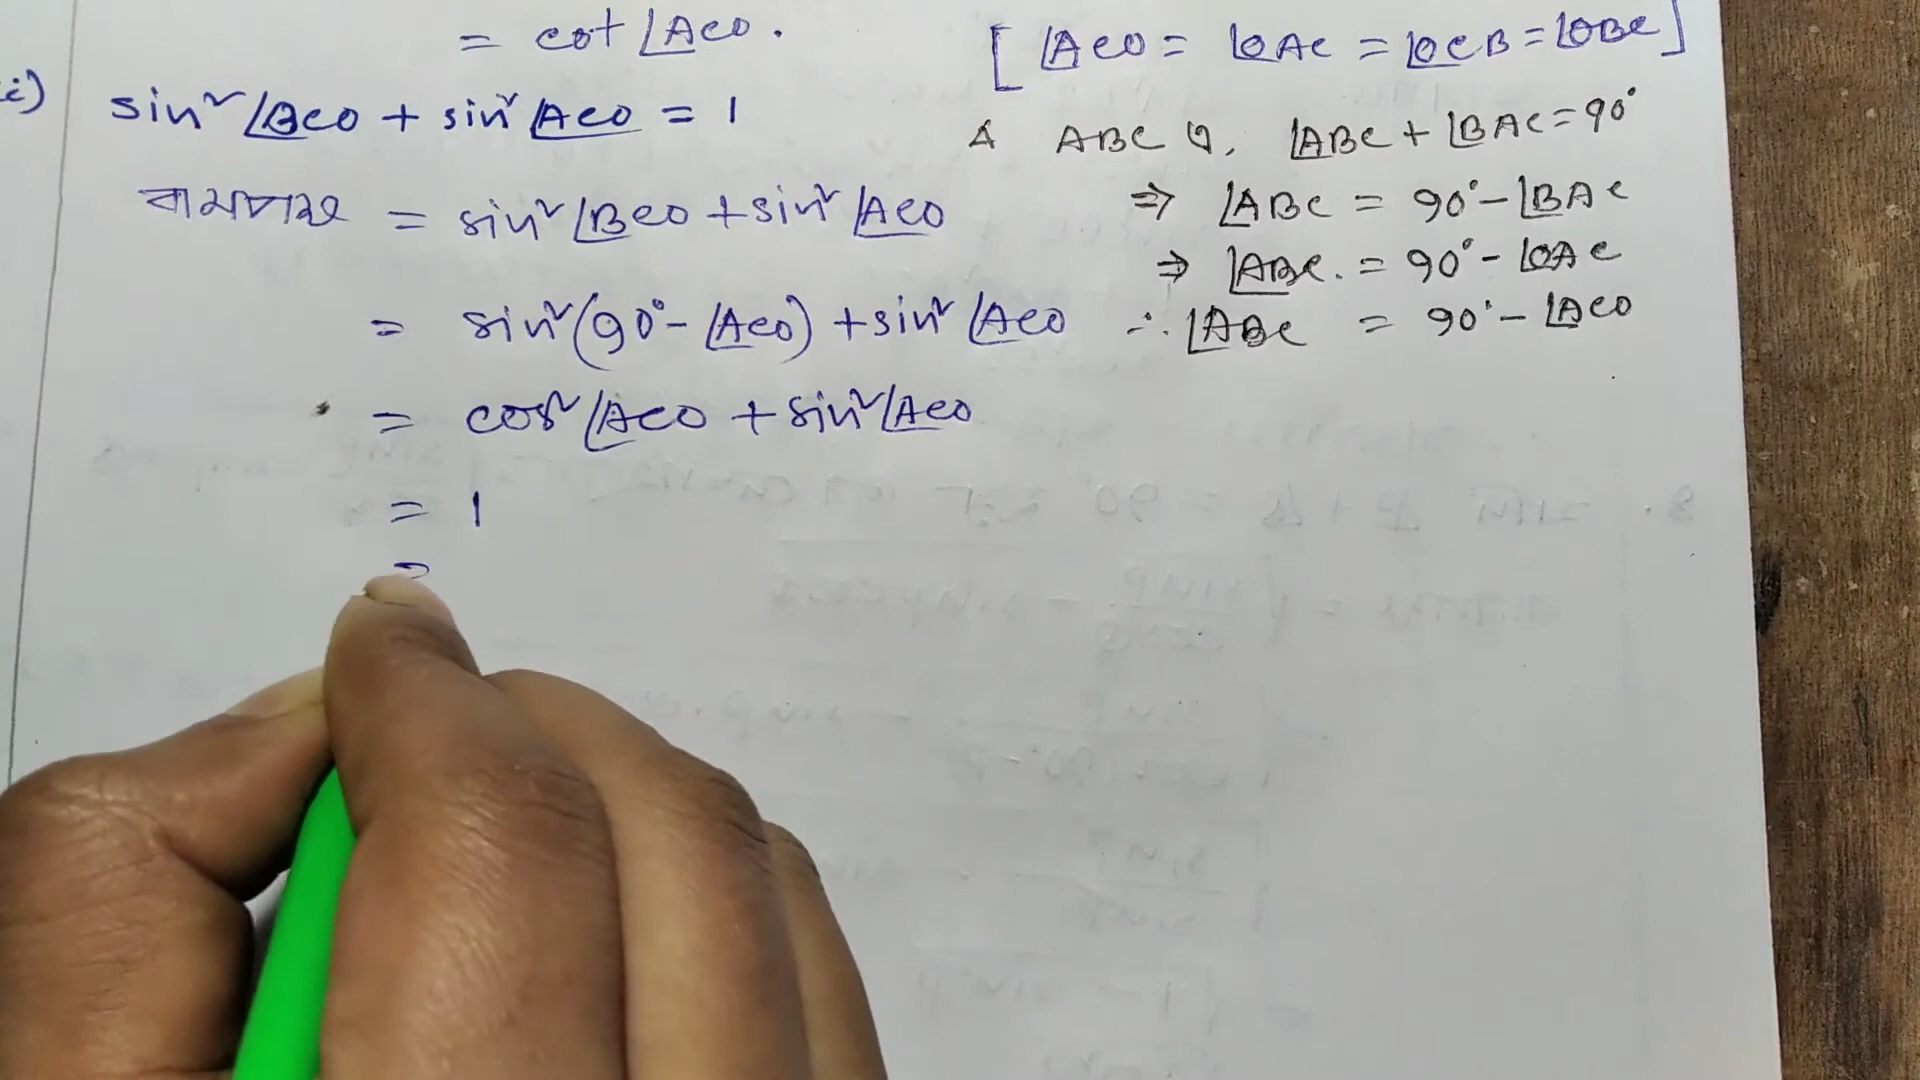 = cot ∠ACO.
[∠ACO = ∠OAC = ∠OCB = ∠OBC]
i) sin² ∠BCO + sin² ∠ACO = 1
Δ ABC এ, ∠ABC + ∠BAC = 90°
বামপক্ষ = sin² ∠BCO + sin² ∠ACO
⇒ ∠ABC = 90° - ∠BAC
⇒ ∠ABC. = 90° - ∠OAC
= sin² (90° - ∠ACO) + sin² ∠ACO
∴ ∠ABC = 90° - ∠ACO
= cos² ∠ACO + sin² ∠ACO
= 1
=